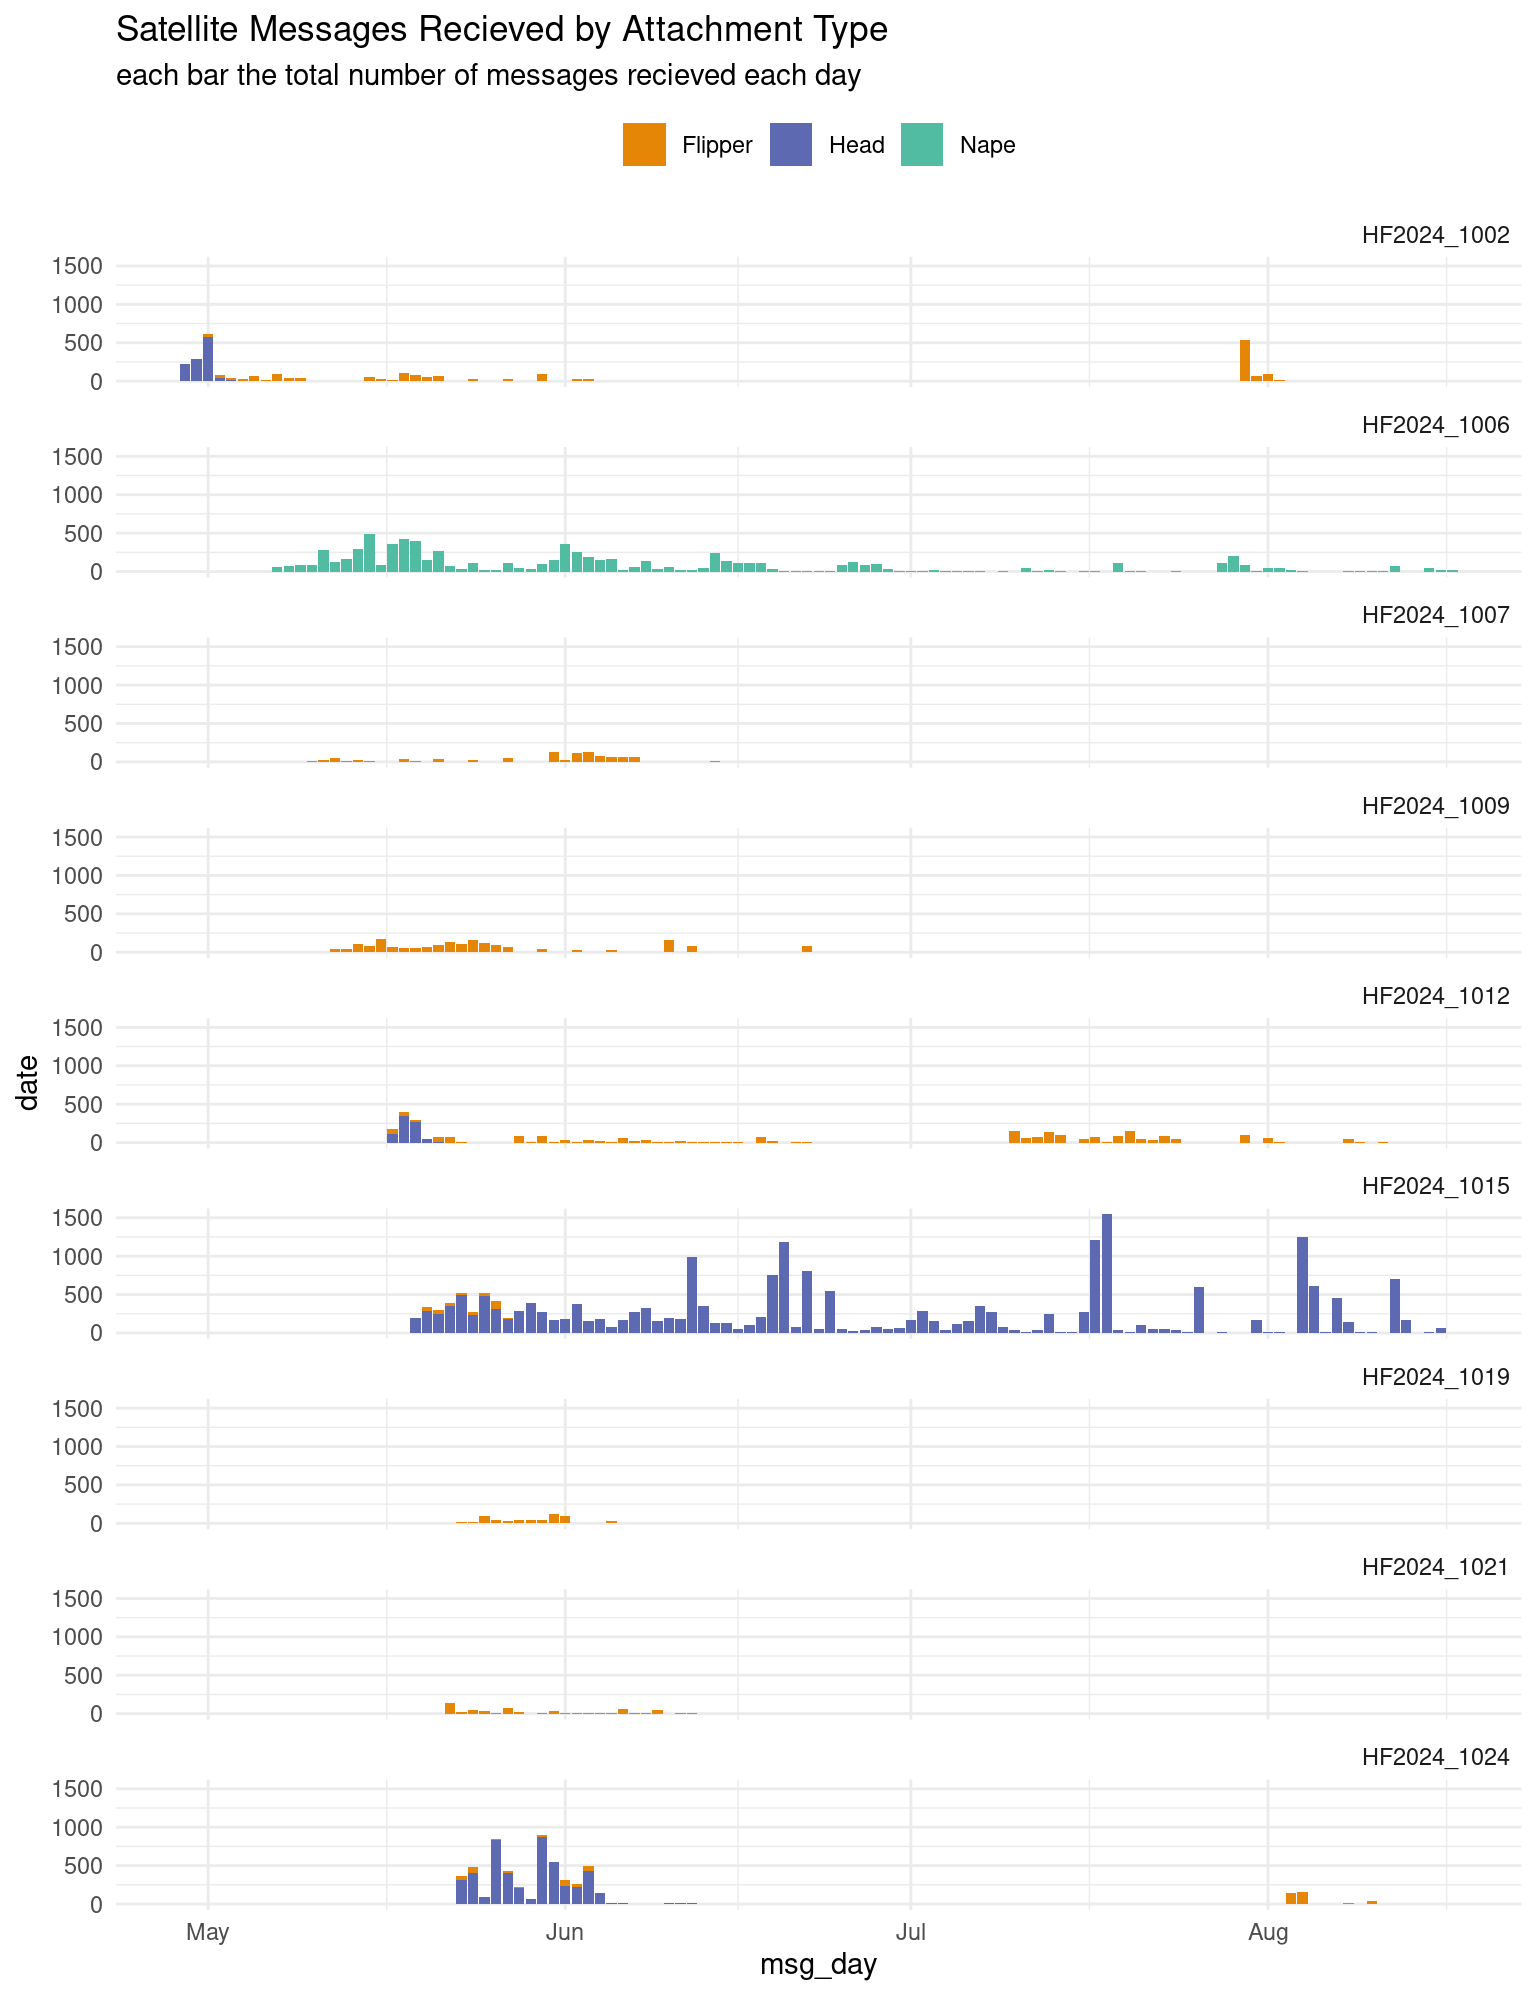 Satellite Messages Recieved by Attachment Type
each bar the total number of messages recieved each day
Flipper Head Nape
HF2024_1002
1500
1000
500
0
HF2024_1006
1500
1000
500
0
HF2024_1007
1500
1000
500
0
HF2024_1009
1500
1000
500
0
HF2024_1012
1500
1000
500
0
date
HF2024_1015
1500
1000
500
0
HF2024_1019
1500
1000
500
0
HF2024_1021
1500
1000
500
0
HF2024_1024
1500
1000
500
0
May Jun Jul Aug
msg_day